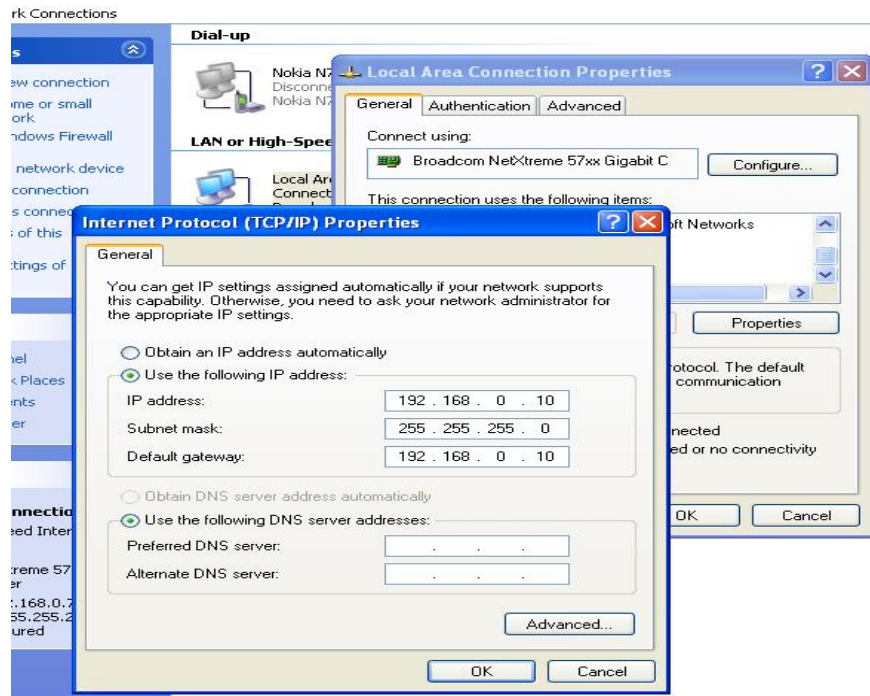 rk Connections
Dial-up
s
ew connection
me or small
ork
ndows Firewall
network device
connection
s connec
s of this
ttings of
Nokia N7
Disconne
Nokia N7
LAN or High-Spee
Local Are
Connect
nel
k Places
ents
er
nnectio
eed Inter
treme 57
er
2.168.0.7
55.255.2
ured
Local Area Connection Properties
General Authentication Advanced
Connect using:
Broadcom NetXtreme 57xx Gigabit C
Configure...
This connection uses the following items:
oft Networks
Properties
otocol. The default
communication
nnected
ed or no connectivity
OK Cancel
Internet Protocol (TCP/IP) Properties
General
You can get IP settings assigned automatically if your network supports
this capability. Otherwise, you need to ask your network administrator for
the appropriate IP settings.
Obtain an IP address automatically
Use the following IP address:
IP address: 192 . 168 . 0 . 10
Subnet mask: 255 . 255 . 255 . 0
Default gateway: 192 . 168 . 0 . 10
Obtain DNS server address automatically
Use the following DNS server addresses:
Preferred DNS server: . . .
Alternate DNS server: . . .
Advanced...
OK Cancel